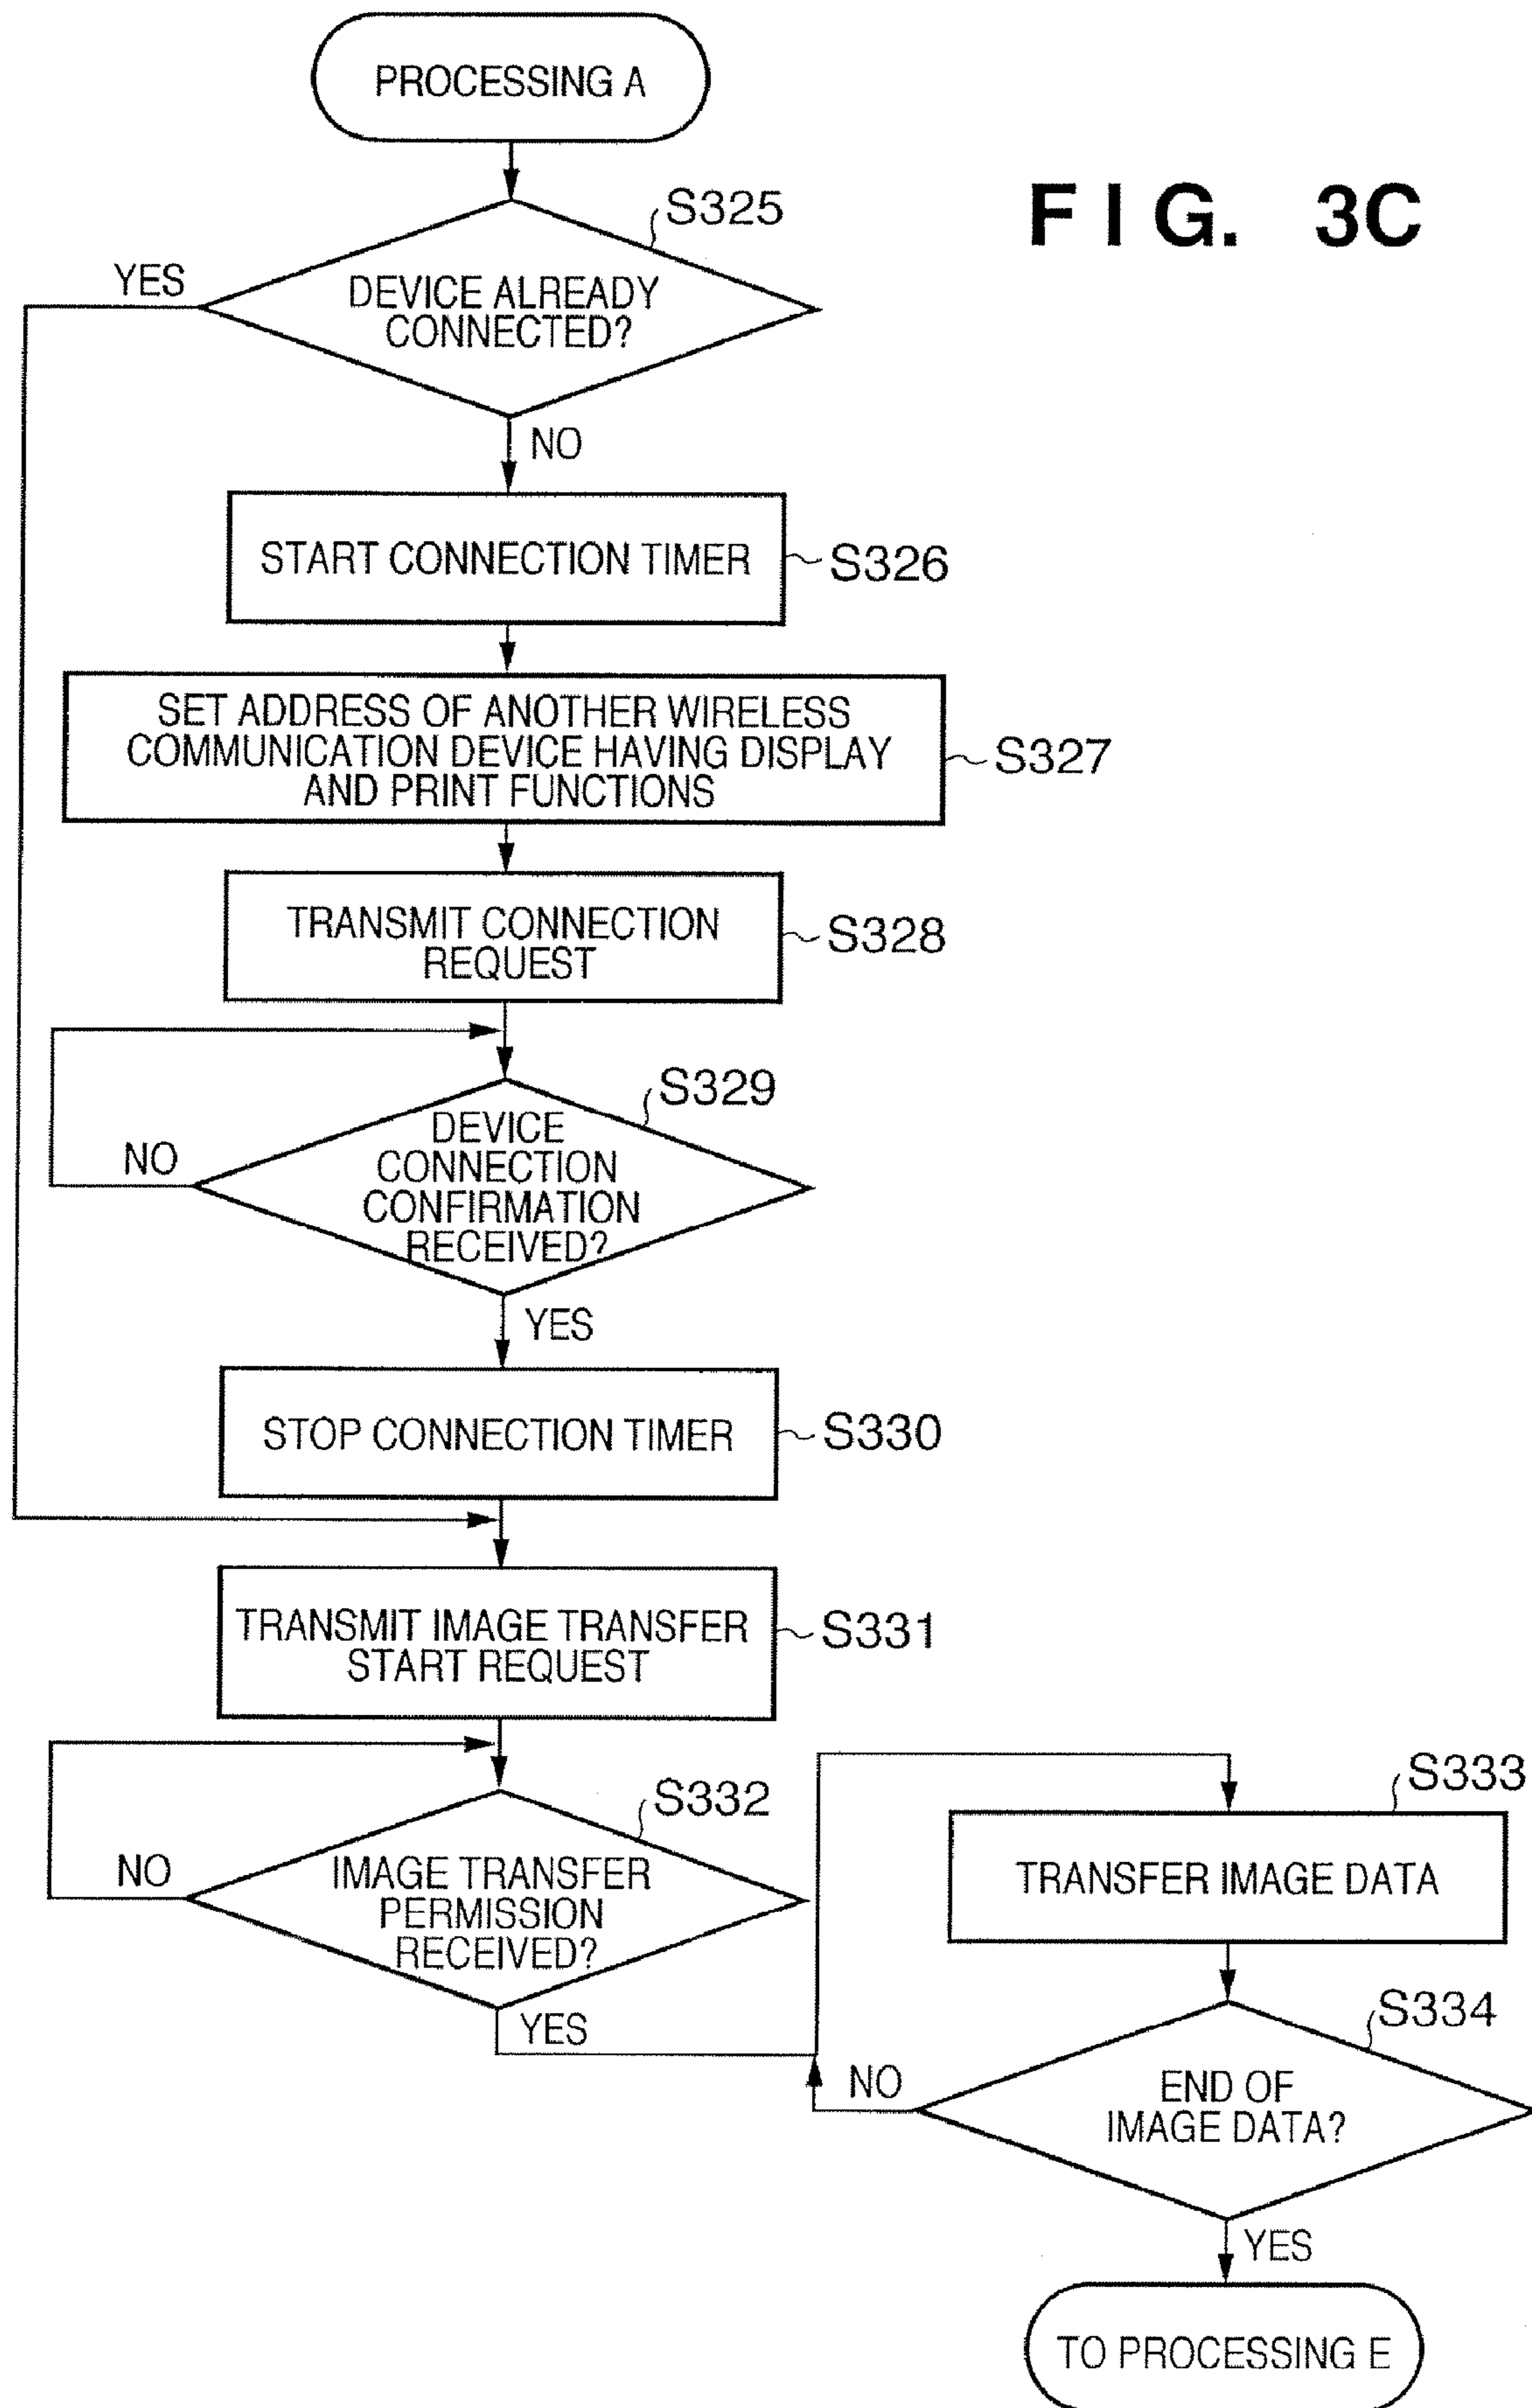 PROCESSING A
FIG. 3C
S325
YES
DEVICE ALREADY
CONNECTED?
NO
START CONNECTION TIMER
S326
SET ADDRESS OF ANOTHER WIRELESS
COMMUNICATION DEVICE HAVING DISPLAY
AND PRINT FUNCTIONS
S327
TRANSMIT CONNECTION
REQUEST
S328
S329
NO
DEVICE
CONNECTION
CONFIRMATION
RECEIVED?
YES
STOP CONNECTION TIMER
S330
TRANSMIT IMAGE TRANSFER
START REQUEST
S331
S332
NO
IMAGE TRANSFER
PERMISSION
RECEIVED?
YES
S333
TRANSFER IMAGE DATA
S334
NO
END OF
IMAGE DATA?
YES
TO PROCESSING E